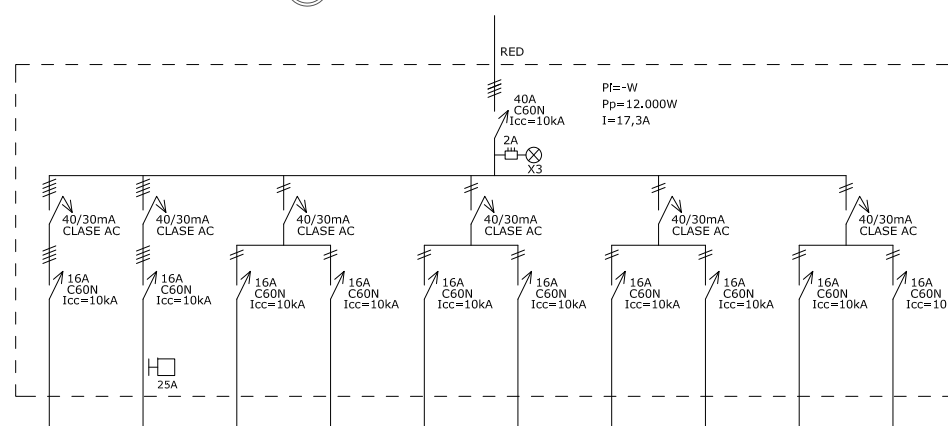 RED
Pi=-W
Pp=12.000W
I=17,3A
40A
C60N
Icc=10kA
2A
X3
40/30mA
CLASE AC
40/30mA
CLASE AC
40/30mA
CLASE AC
40/30mA
CLASE AC
40/30mA
CLASE AC
40/30mA
CLASE AC
16A
C60N
Icc=10kA
16A
C60N
Icc=10kA
16A
C60N
Icc=10kA
16A
C60N
Icc=10kA
16A
C60N
Icc=10kA
16A
C60N
Icc=10kA
16A
C60N
Icc=10kA
16A
C60N
Icc=10kA
16A
C60N
Icc=10kA
16A
C60N
Icc=10
25A